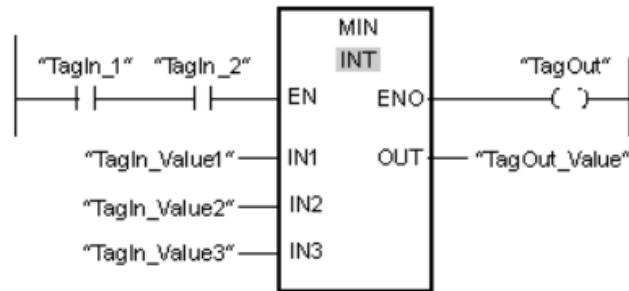 MIN
INT
"TagIn_1" "TagIn_2" "TagOut"
EN ENO
"TagIn_Value1" IN1 OUT "TagOut_Value"
"TagIn_Value2" IN2
"TagIn_Value3" IN3